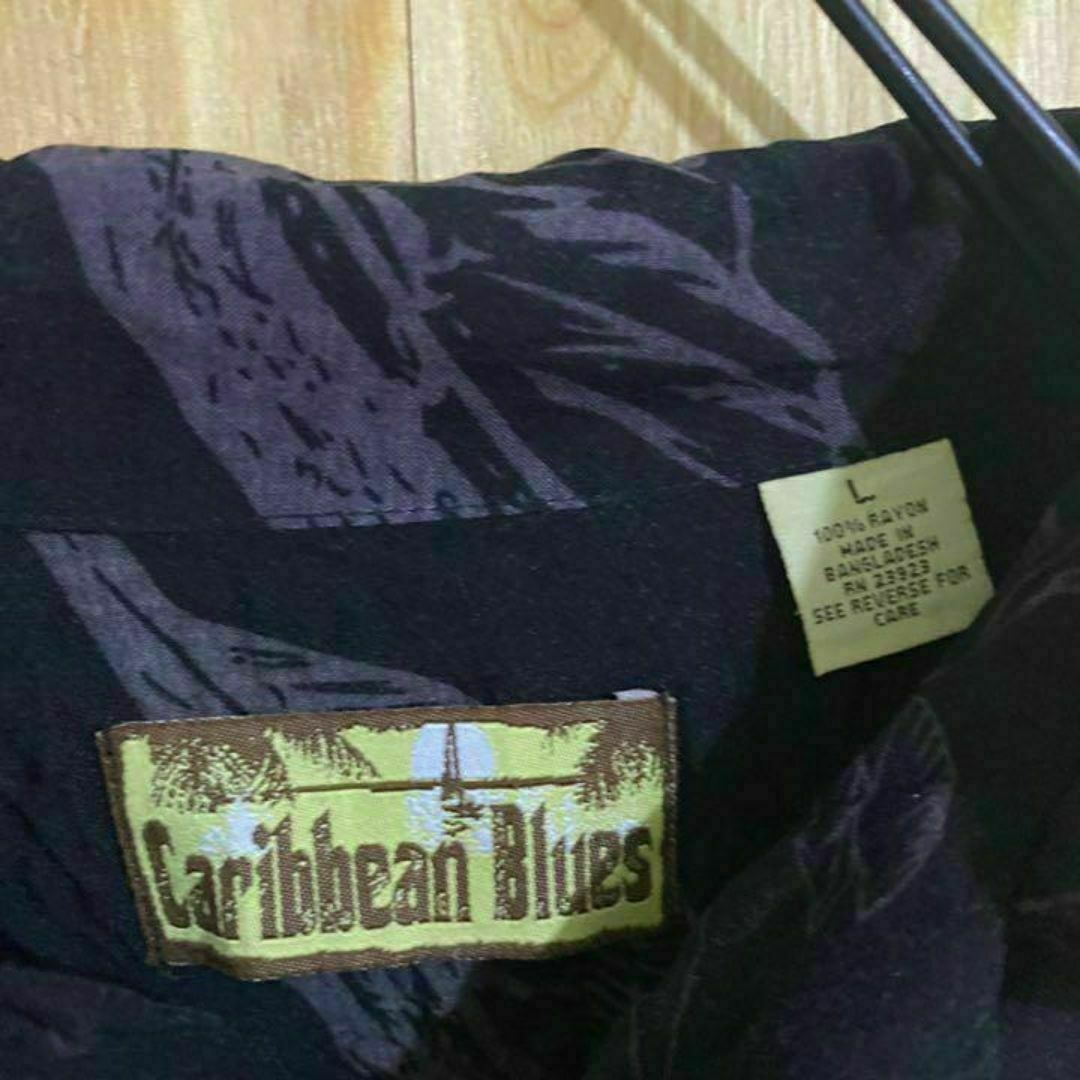 L
100% RAYON
MADE IN
BANGLADESH
RN 23923
SEE REVERSE FOR
CARE
Caribbean Blues